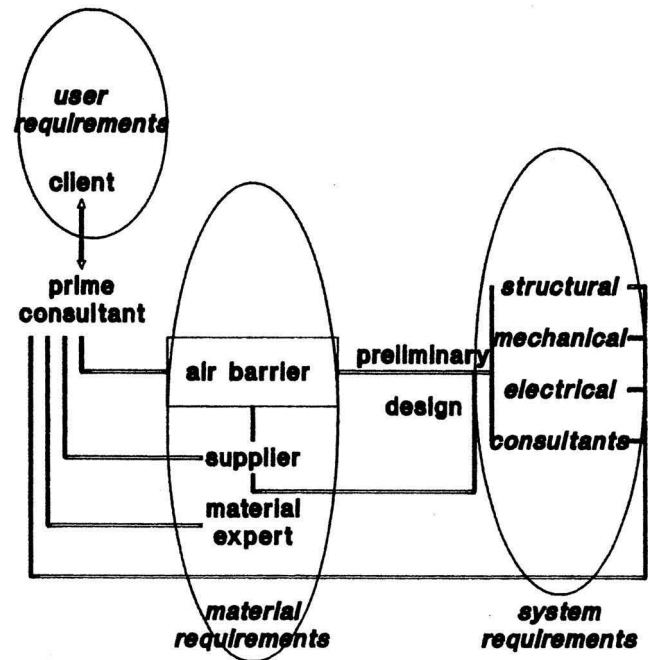 user
requirements
client
prime
consultant
air barrier
supplier
material
expert
material
requirements
preliminary
design
structural
mechanical
electrical
consultants
system
requirements